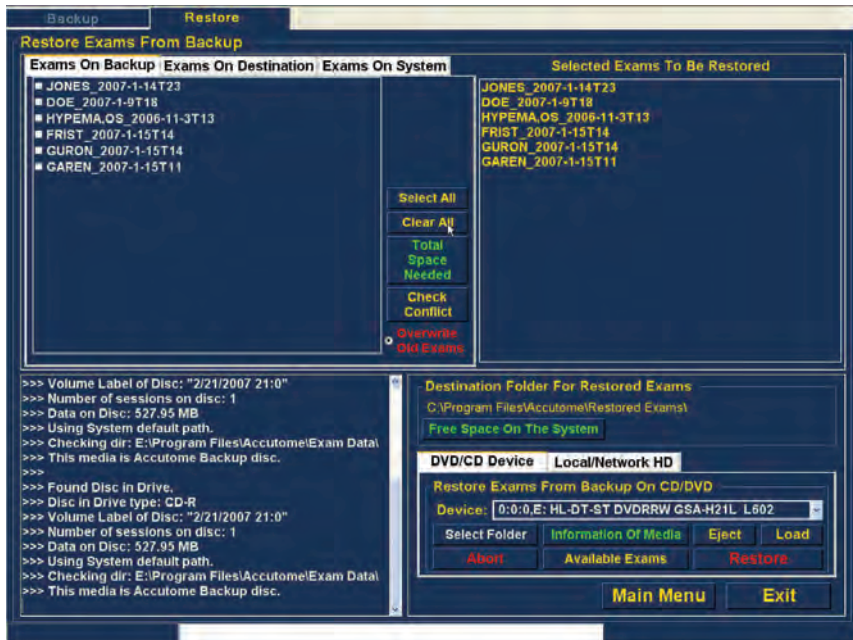 Backup
Restore
Restore Exams From Backup
Exams On Backup
Exams On Destination
Exams On System
JONES_2007-1-14T23
DOE_2007-1-9T18
HYPEMA,OS_2006-11-3T13
FRIST_2007-1-15T14
GURON_2007-1-15T14
GAREN_2007-1-15T11
Select All
Clear All
Total
Space
Needed
Check
Conflict
Overwrite
Old Exams
Selected Exams To Be Restored
JONES_2007-1-14T23
DOE_2007-1-9T18
HYPEMA,OS_2006-11-3T13
FRIST_2007-1-15T14
GURON_2007-1-15T14
GAREN_2007-1-15T11
>>> Volume Label of Disc: "2/21/2007 21:0"
>>> Number of sessions on disc: 1
>>> Data on Disc: 527.95 MB
>>> Using System default path.
>>> Checking dir: E:\Program Files\Accutome\Exam Data\
>>> This media is Accutome Backup disc.
>>>
>>> Found Disc in Drive.
>>> Disc in Drive type: CD-R
>>> Volume Label of Disc: "2/21/2007 21:0"
>>> Number of sessions on disc: 1
>>> Data on Disc: 527.95 MB
>>> Using System default path.
>>> Checking dir: E:\Program Files\Accutome\Exam Data\
>>> This media is Accutome Backup disc.
Destination Folder For Restored Exams
C:\Program Files\Accutome\Restored Exams\
Free Space On The System
DVD/CD Device
Local/Network HD
Restore Exams From Backup On CD/DVD
Device: 0:0:0,E: HL-DT-ST DVDRRW GSA-H21L L602
Select Folder
Information Of Media
Eject
Load
Abort
Available Exams
Restore
Main Menu
Exit